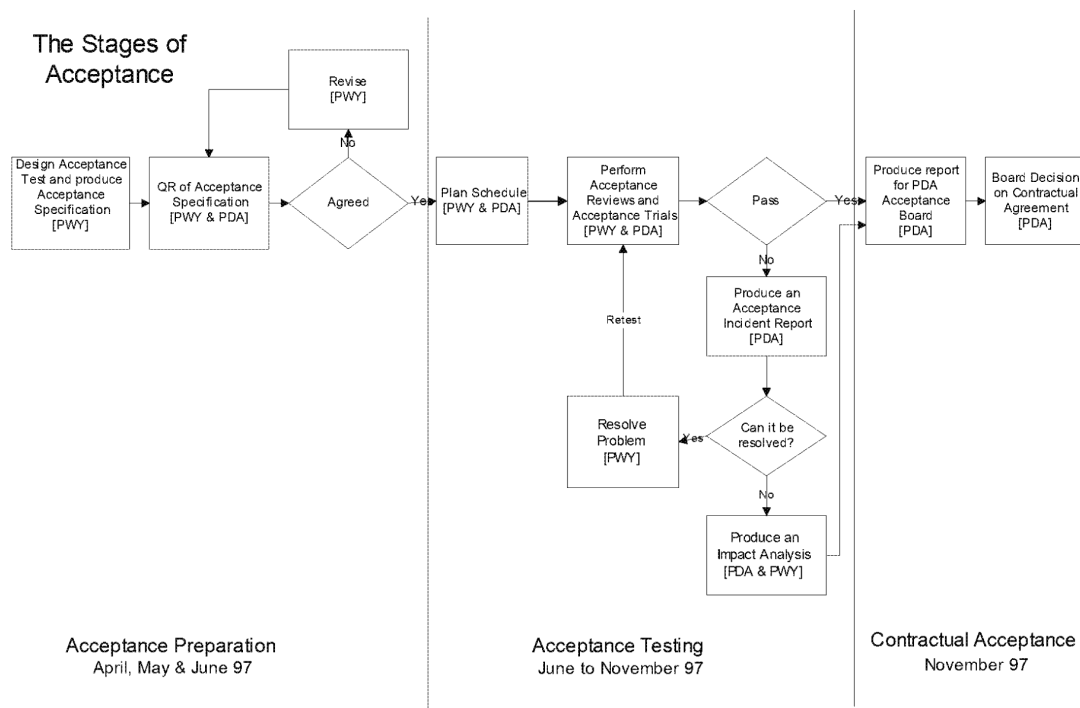 The Stages of
Acceptance
Revise
[PWY]
No
Design Acceptance
Test and produce
Acceptance
Specification
[PWY]
QR of Acceptance
Specification
[PWY & PDA]
Agreed
Yes
Plan Schedule
[PWY & PDA]
Perform
Acceptance
Reviews and
Acceptance Trials
[PWY & PDA]
Pass
Yes
Produce report
for PDA
Acceptance
Board
[PDA]
Board Decision
on Contractual
Agreement
[PDA]
No
Produce an
Acceptance
Incident Report
[PDA]
Retest
Resolve
Problem
[PWY]
Yes
Can it be
resolved?
No
Produce an
Impact Analysis
[PDA & PWY]
Acceptance Preparation
April, May & June 97
Acceptance Testing
June to November 97
Contractual Acceptance
November 97